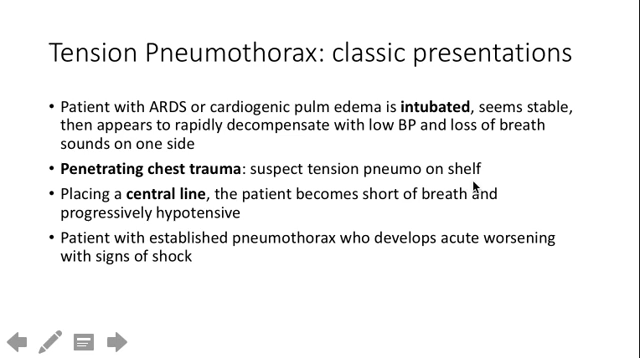 Tension Pneumothorax: classic presentations
• Patient with ARDS or cardiogenic pulm edema is intubated, seems stable,
then appears to rapidly decompensate with low BP and loss of breath
sounds on one side
• Penetrating chest trauma: suspect tension pneumo on shelf
• Placing a central line, the patient becomes short of breath and
progressively hypotensive
• Patient with established pneumothorax who develops acute worsening
with signs of shock